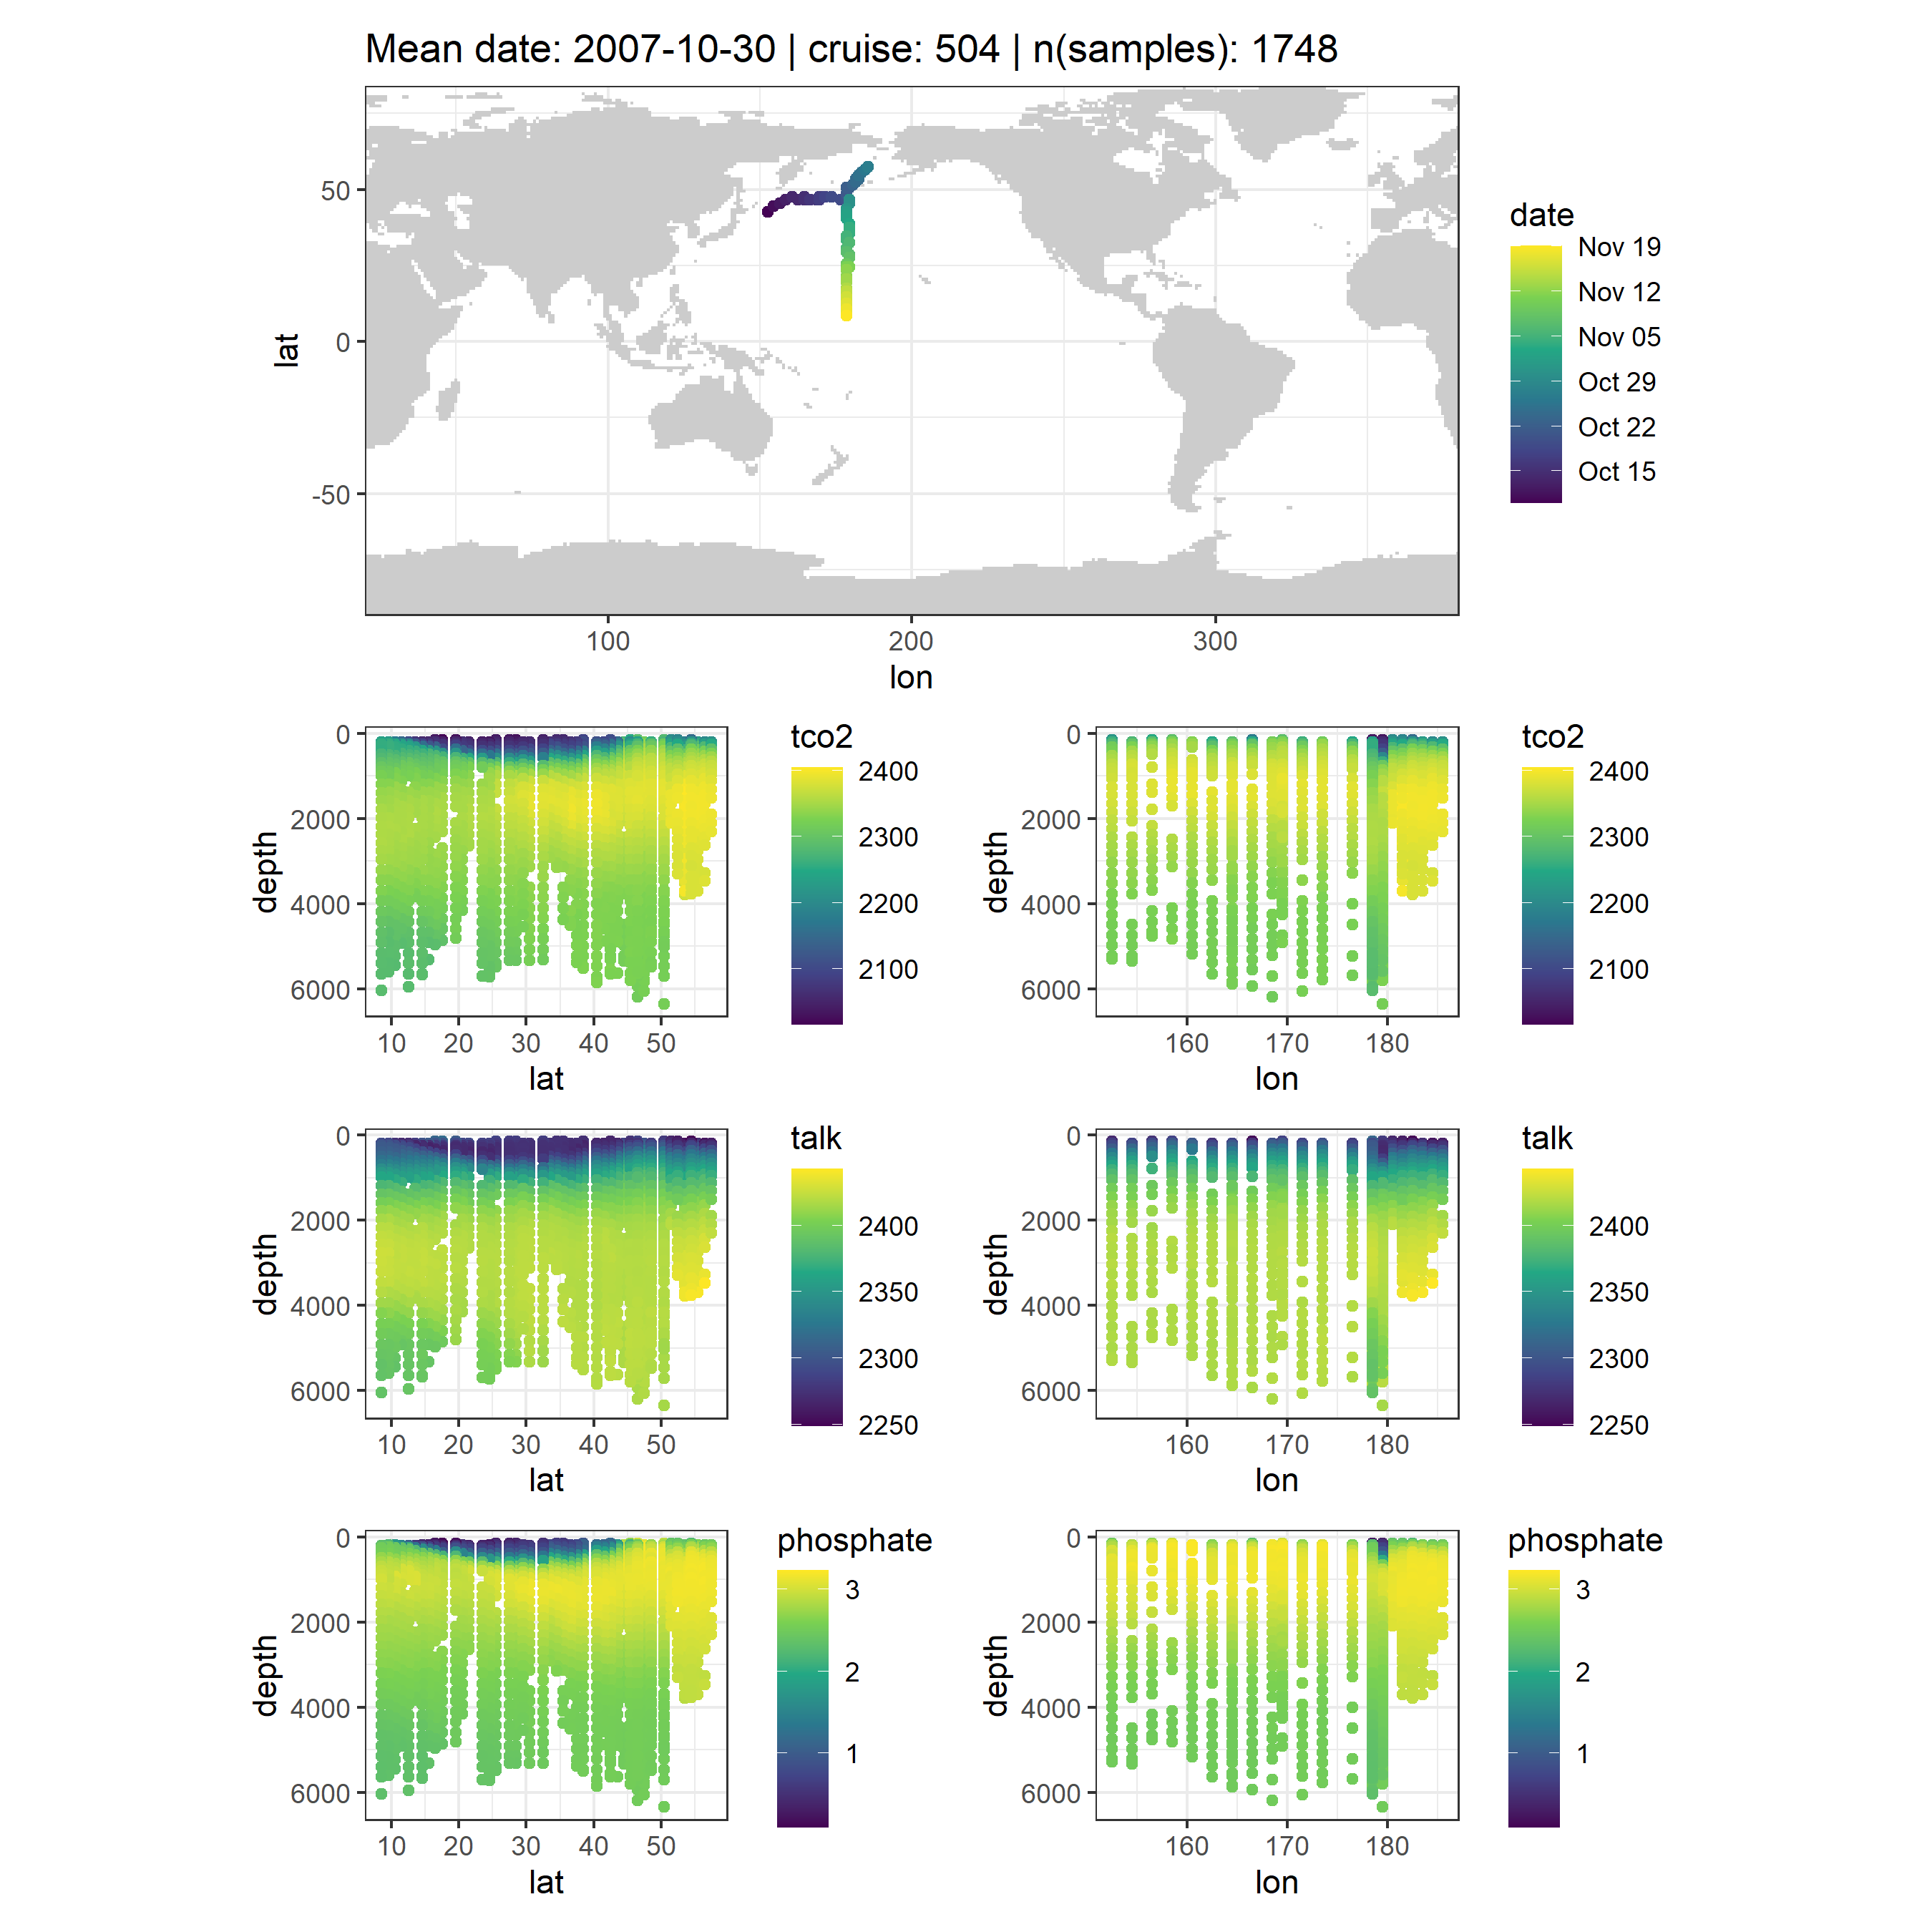 Mean date: 2007-10-30 | cruise: 504 | n(samples): 1748
50
0
-50
lat
100 200 300
lon
date
Nov 19
Nov 12
Nov 05
Oct 29
Oct 22
Oct 15
0
2000
4000
6000
depth
10 20 30 40 50
lat
tco2
2400
2300
2200
2100
0
2000
4000
6000
depth
160 170 180
lon
tco2
2400
2300
2200
2100
0
2000
4000
6000
depth
10 20 30 40 50
lat
talk
2400
2350
2300
2250
0
2000
4000
6000
depth
160 170 180
lon
talk
2400
2350
2300
2250
0
2000
4000
6000
depth
10 20 30 40 50
lat
phosphate
3
2
1
0
2000
4000
6000
depth
160 170 180
lon
phosphate
3
2
1